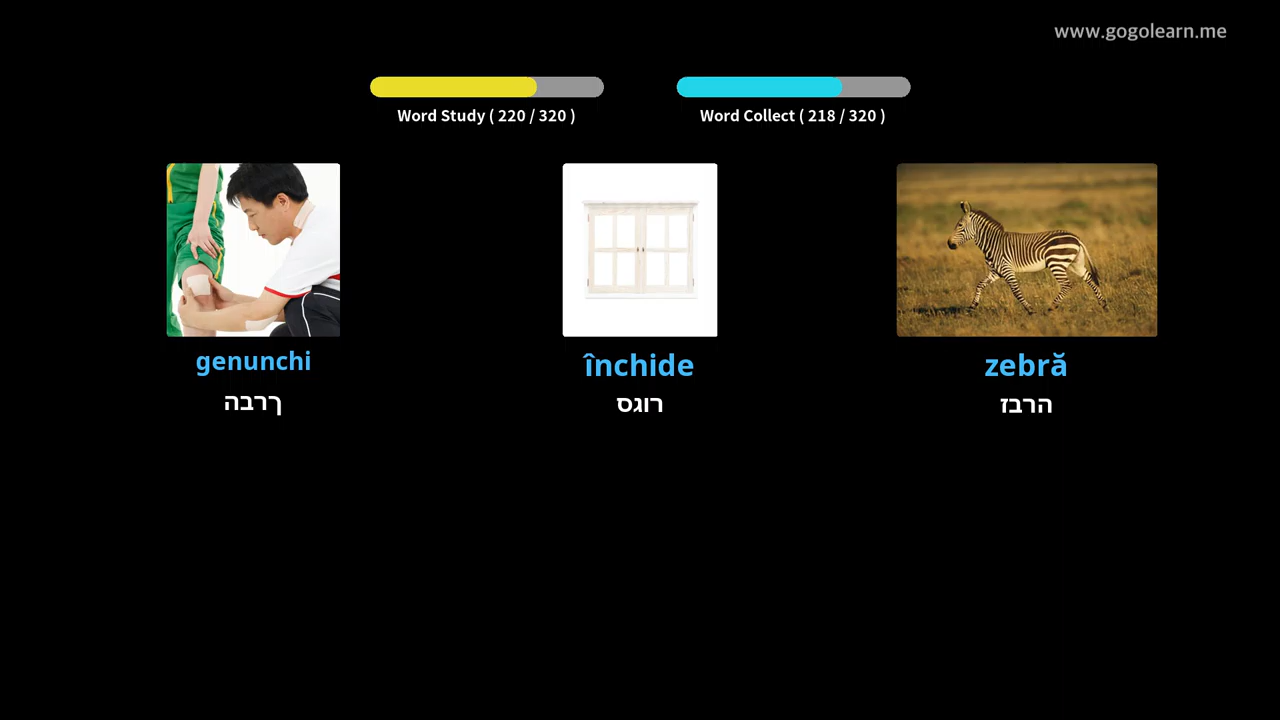 www.gogolearn.me
Word Study ( 220 / 320 )
Word Collect ( 218 / 320 )
genunchi
ךרבה
închide
רוגס
zebră
הרבז